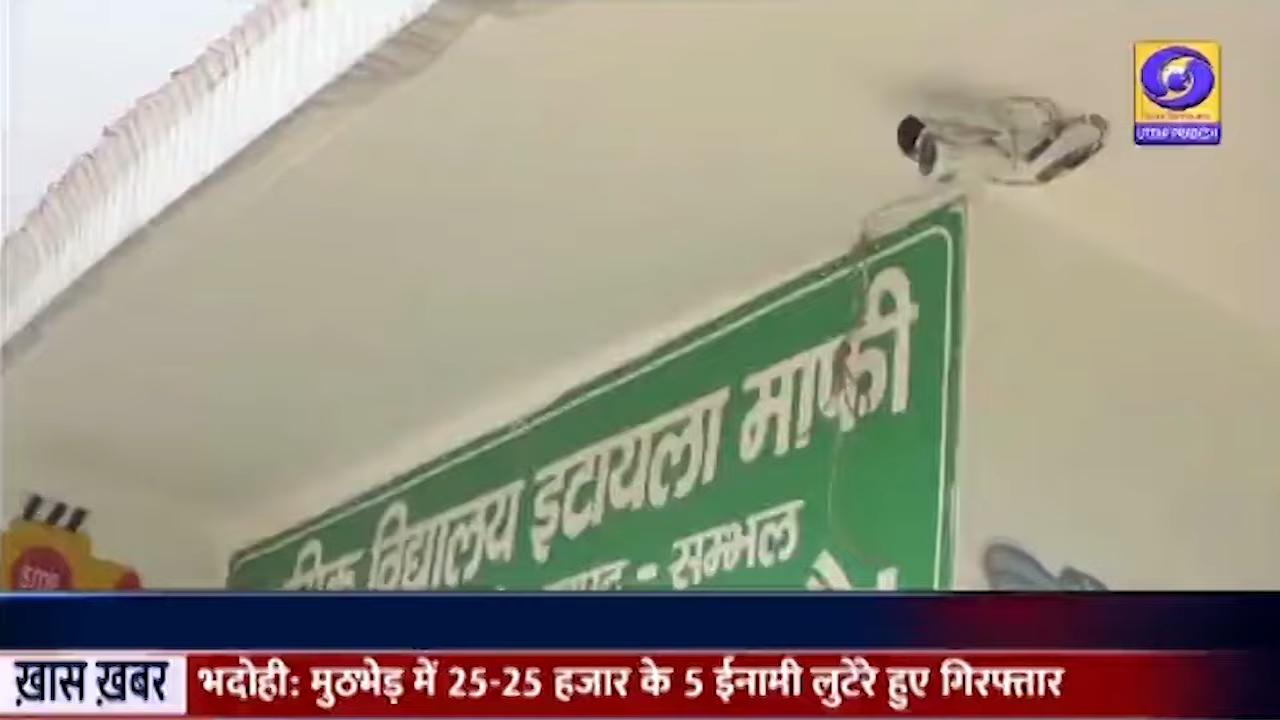 UTTAR PRADESH
विद्यालय इटायला माफी
- सम्भल
ख़ास ख़बर
भदोही: मुठभेड़ में 25-25 हजार के 5 ईनामी लुटेरे हुए गिरफ्तार